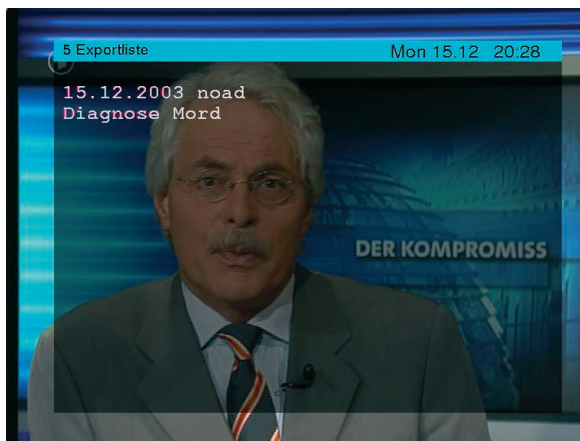 5 Exportliste Mon 15.12 20:28
15.12.2003 noad
Diagnose Mord
DER KOMPROMISS